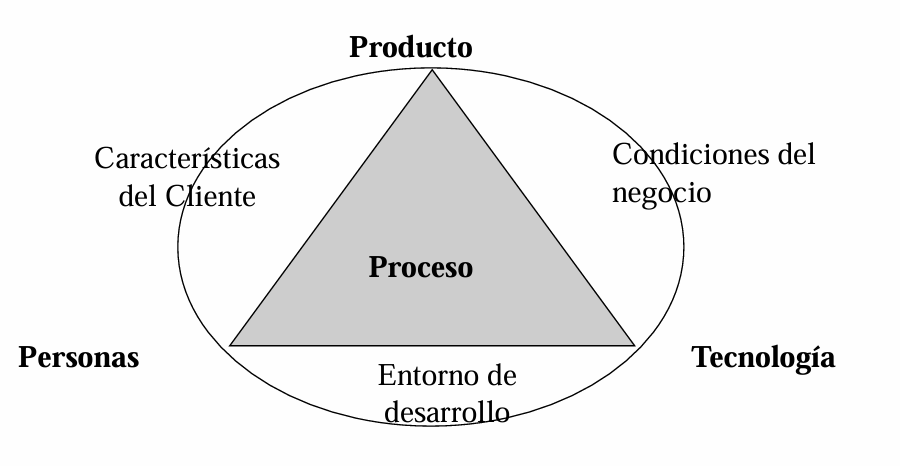 Producto
Características
del Cliente
Condiciones del
negocio
Proceso
Personas
Tecnología
Entorno de
desarrollo